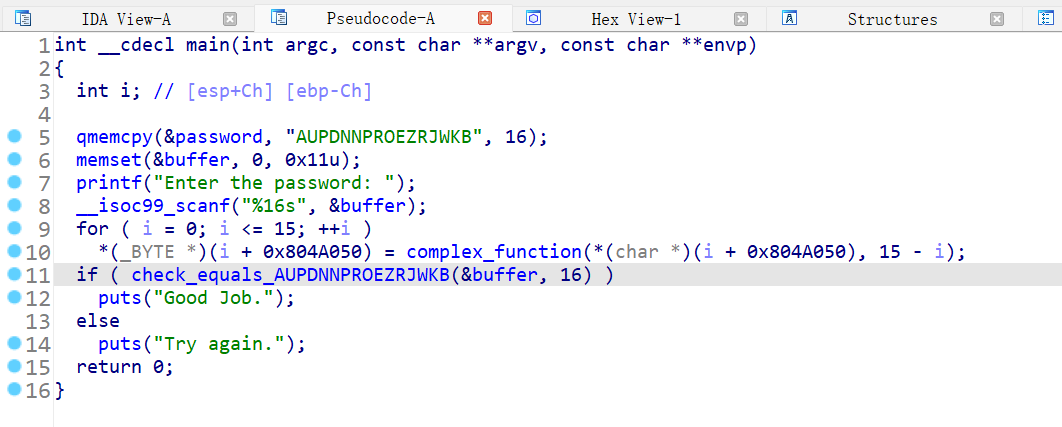 IDA View-A Pseudocode-A Hex View-1 Structures
1 int __cdecl main(int argc, const char **argv, const char **envp)
2 {
3 int i; // [esp+Ch] [ebp-Ch]
4
5 qmemcpy(&password, "AUPDNNPROEZRJWKB", 16);
6 memset(&buffer, 0, 0x11u);
7 printf("Enter the password: ");
8 __isoc99_scanf("%16s", &buffer);
9 for ( i = 0; i <= 15; ++i )
10 *(_BYTE *)(i + 0x804A050) = complex_function(*(char *)(i + 0x804A050), 15 - i);
11 if ( check_equals_AUPDNNPROEZRJWKB(&buffer, 16) )
12 puts("Good Job.");
13 else
14 puts("Try again.");
15 return 0;
16 }